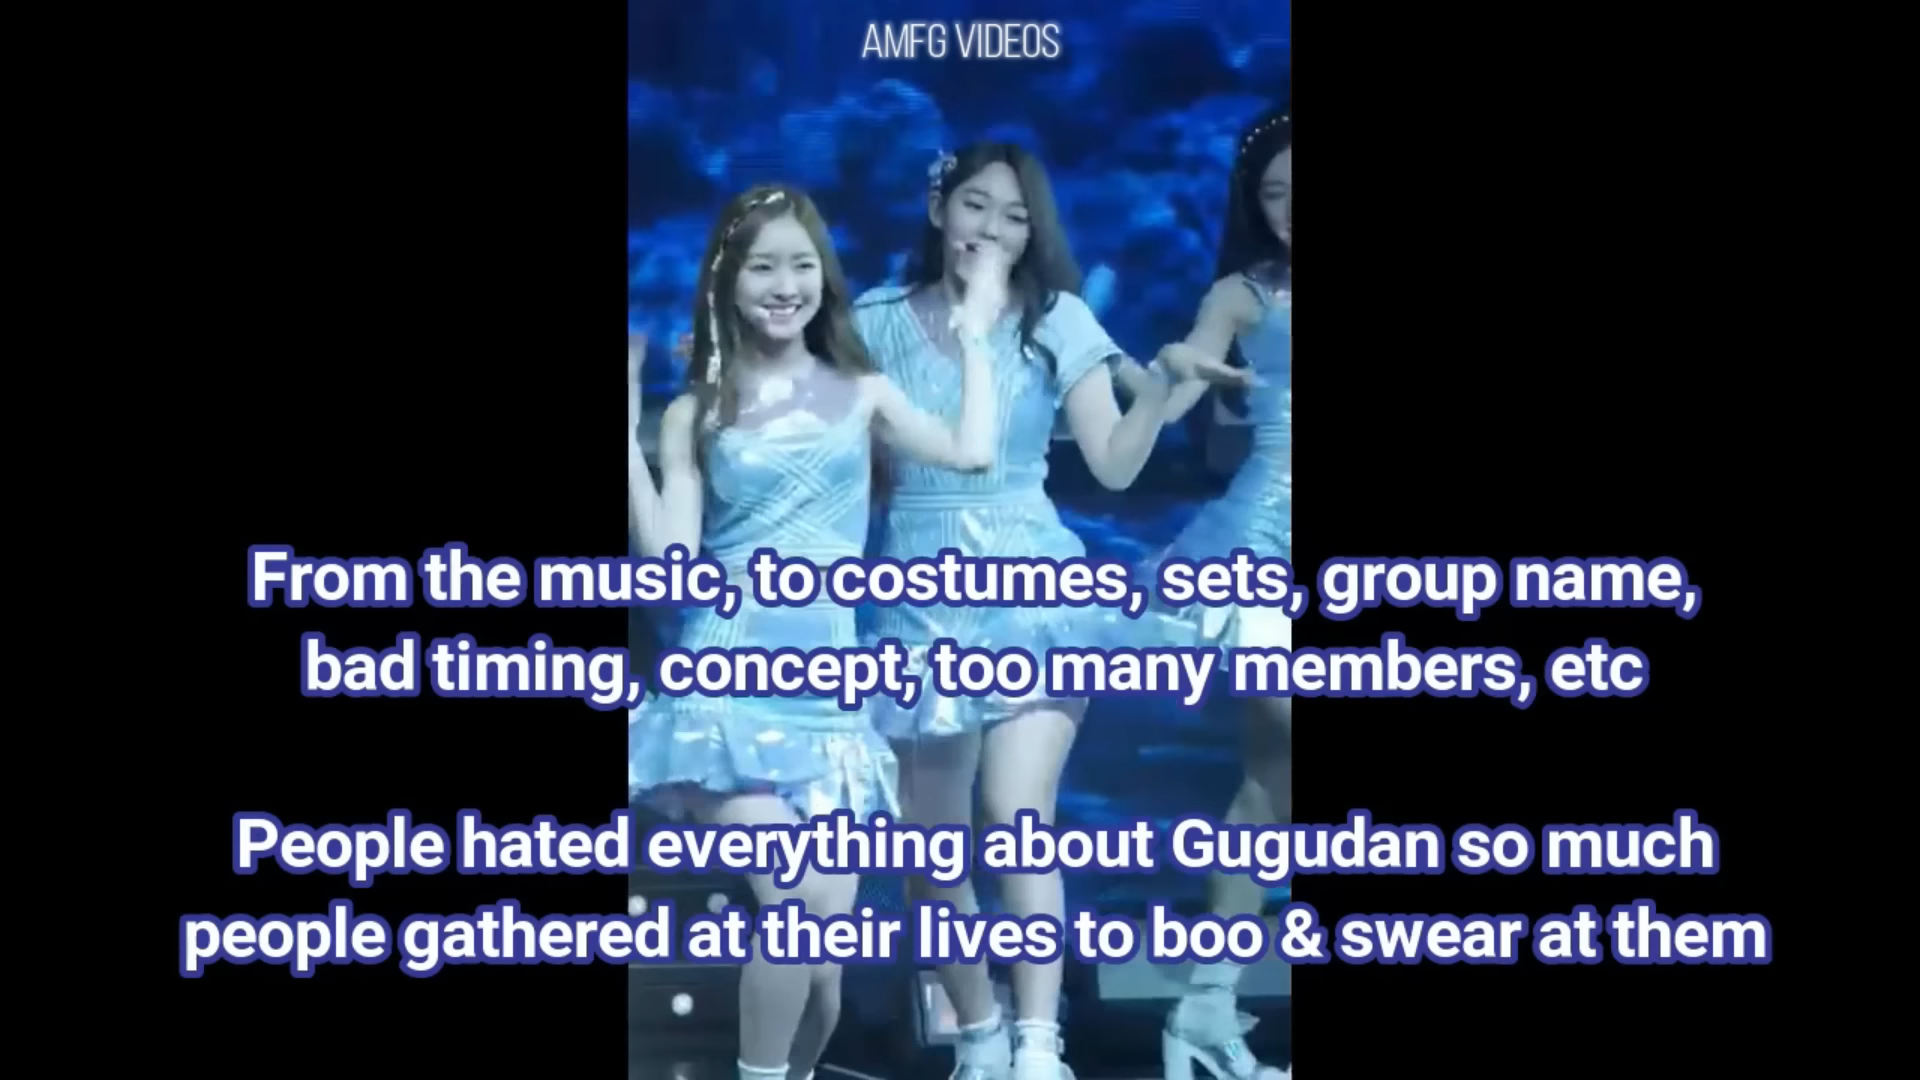 AMFG VIDEOS
From the music, to costumes, sets, group name,
bad timing, concept, too many members, etc
People hated everything about Gugudan so much
people gathered at their lives to boo & swear at them